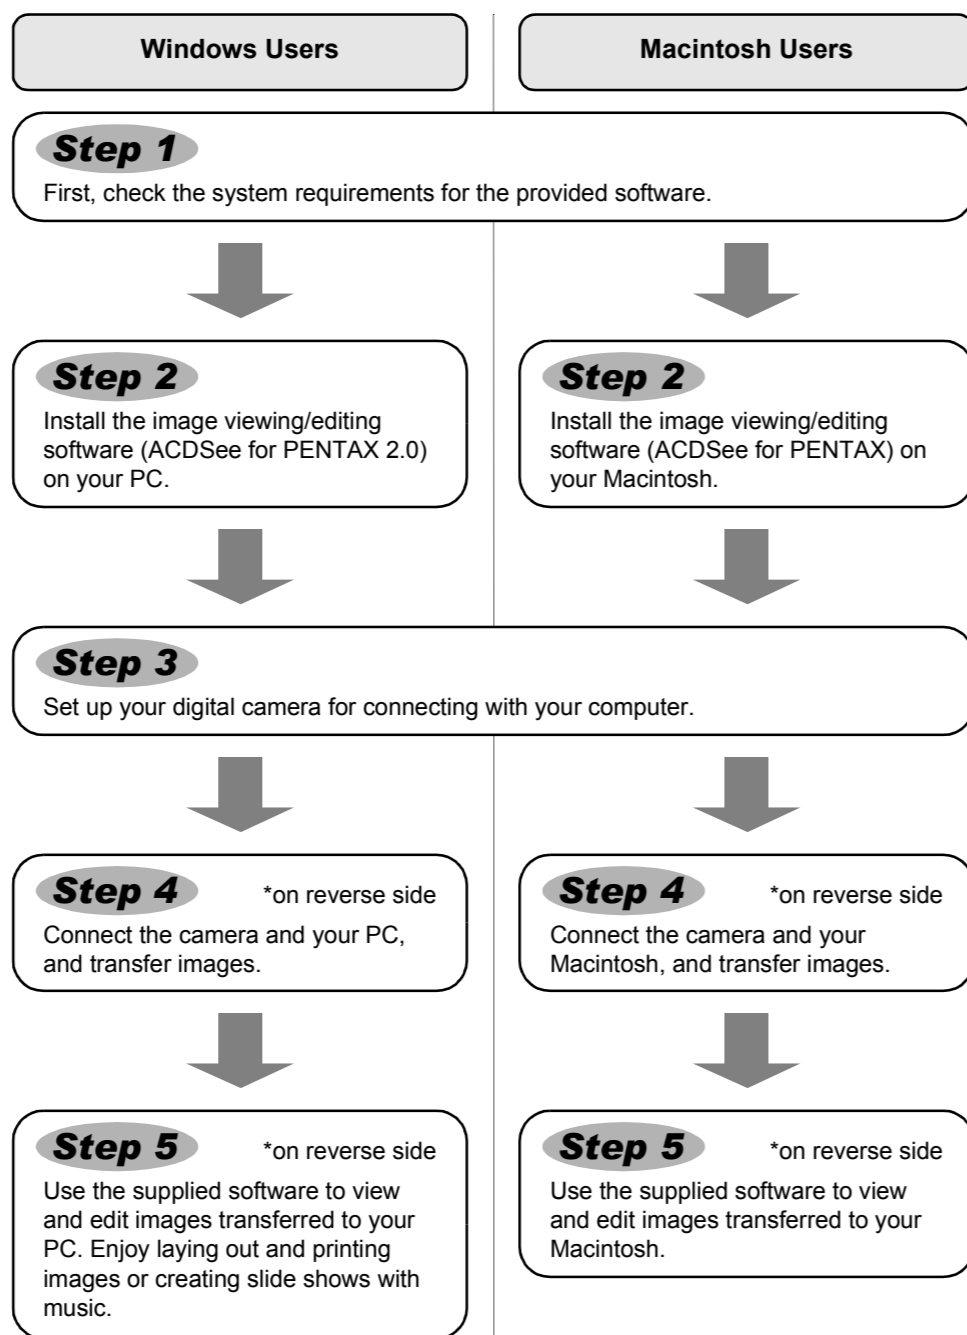 Windows Users
Macintosh Users
Step 1
First, check the system requirements for the provided software.
Step 2
Install the image viewing/editing
software (ACDSee for PENTAX 2.0)
on your PC.
Step 2
Install the image viewing/editing
software (ACDSee for PENTAX) on
your Macintosh.
Step 3
Set up your digital camera for connecting with your computer.
Step 4
*on reverse side
Connect the camera and your PC,
and transfer images.
Step 4
*on reverse side
Connect the camera and your
Macintosh, and transfer images.
Step 5
*on reverse side
Use the supplied software to view
and edit images transferred to your
PC. Enjoy laying out and printing
images or creating slide shows with
music.
Step 5
*on reverse side
Use the supplied software to view
and edit images transferred to your
Macintosh.